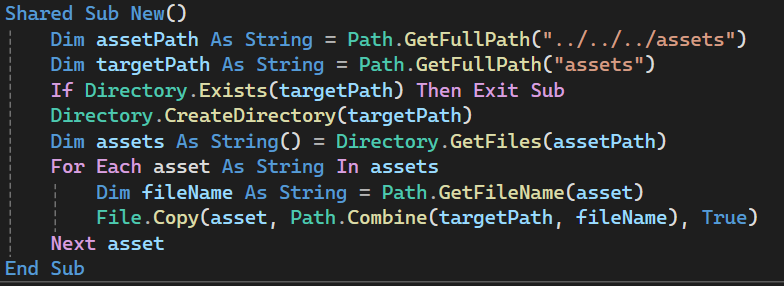 Shared Sub New()
    Dim assetPath As String = Path.GetFullPath("../../../assets")
    Dim targetPath As String = Path.GetFullPath("assets")
    If Directory.Exists(targetPath) Then Exit Sub
    Directory.CreateDirectory(targetPath)
    Dim assets As String() = Directory.GetFiles(assetPath)
    For Each asset As String In assets
        Dim fileName As String = Path.GetFileName(asset)
        File.Copy(asset, Path.Combine(targetPath, fileName), True)
    Next asset
End Sub